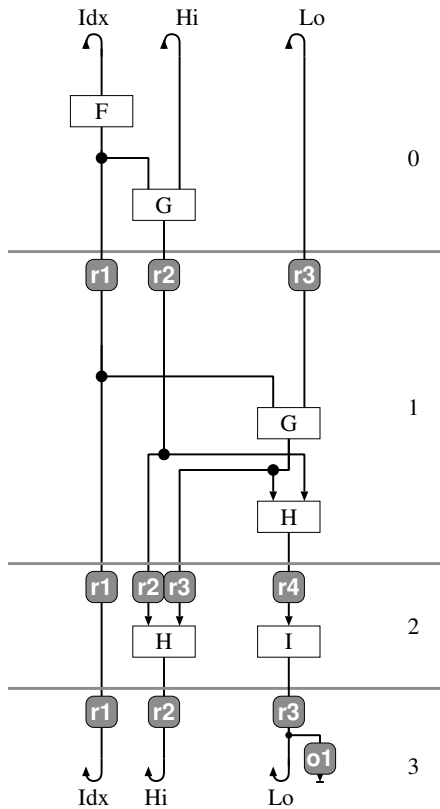 Idx Hi Lo
F
0
G
r1 r2 r3
1
G
H
r1 r2 r3 r4
2
H I
r1 r2 r3
o1
3
Idx Hi Lo